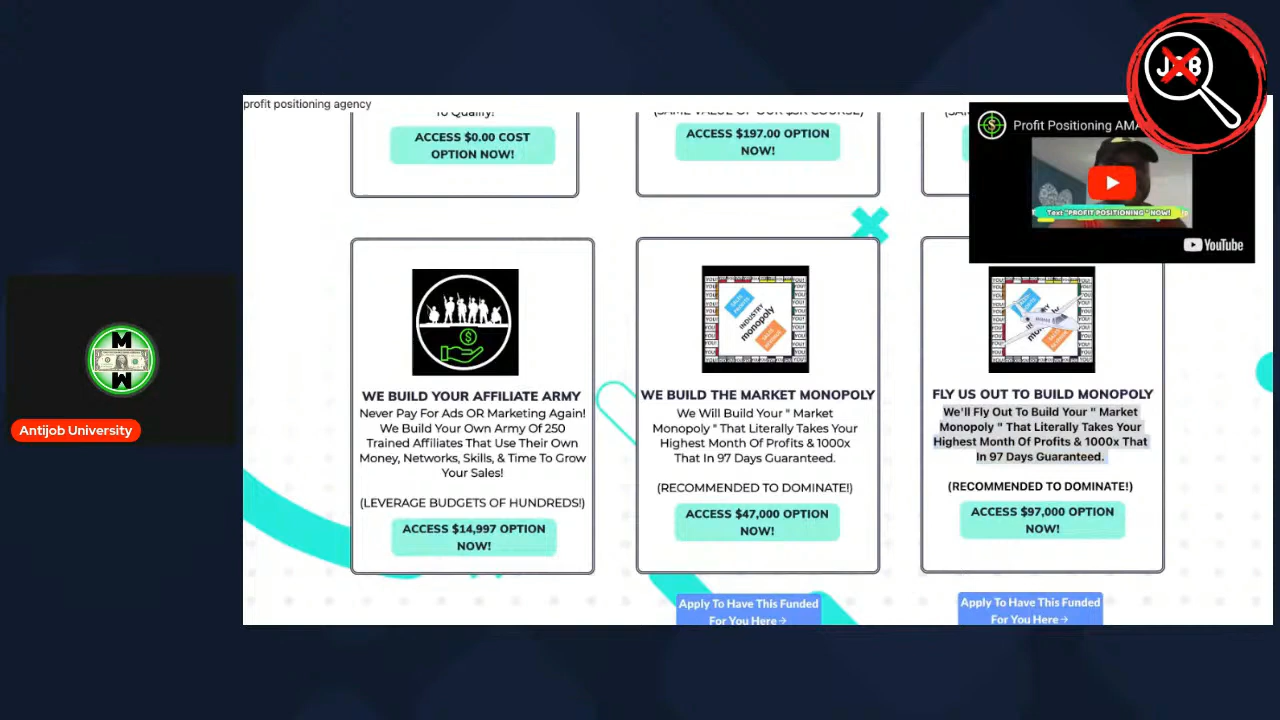 JOB
profit positioning agency
To Qualify!
ACCESS $0.00 COST
OPTION NOW!
(SAME VALUE OF OUR $5K COURSE)
ACCESS $197.00 OPTION
NOW!
Profit Positioning AMA
Text "PROFIT POSITIONING" NOW!
YouTube
WE BUILD YOUR AFFILIATE ARMY
Never Pay For Ads OR Marketing Again!
We Build Your Own Army Of 250
Trained Affiliates That Use Their Own
Money, Networks, Skills, & Time To Grow
Your Sales!
(LEVERAGE BUDGETS OF HUNDREDS!)
ACCESS $14,997 OPTION
NOW!
INDUSTRY
monopoly
WE BUILD THE MARKET MONOPOLY
We Will Build Your " Market
Monopoly " That Literally Takes Your
Highest Month Of Profits & 1000x
That In 97 Days Guaranteed.
(RECOMMENDED TO DOMINATE!)
ACCESS $47,000 OPTION
NOW!
Apply To Have This Funded
For You Here→
FLY US OUT TO BUILD MONOPOLY
We'll Fly Out To Build Your " Market
Monopoly " That Literally Takes Your
Highest Month Of Profits & 1000x That
In 97 Days Guaranteed.
(RECOMMENDED TO DOMINATE!)
ACCESS $97,000 OPTION
NOW!
Apply To Have This Funded
For You Here→
M
M
Antijob University